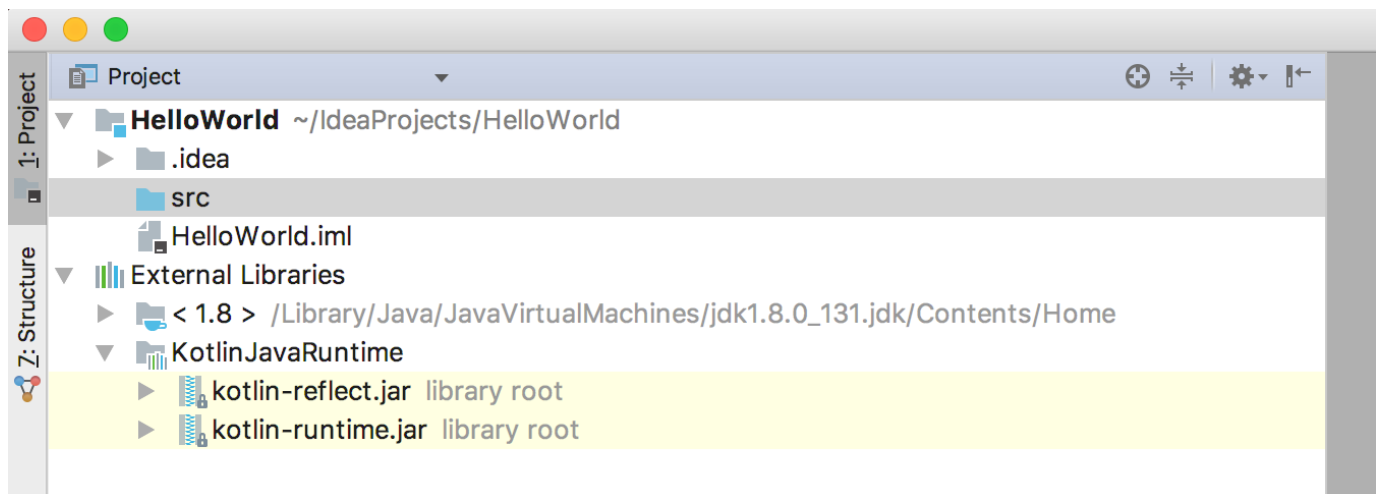 Project
1: Project
HelloWorld ~/IdeaProjects/HelloWorld
.idea
src
HelloWorld.iml
Z: Structure
External Libraries
< 1.8 > /Library/Java/JavaVirtualMachines/jdk1.8.0_131.jdk/Contents/Home
KotlinJavaRuntime
kotlin-reflect.jar library root
kotlin-runtime.jar library root